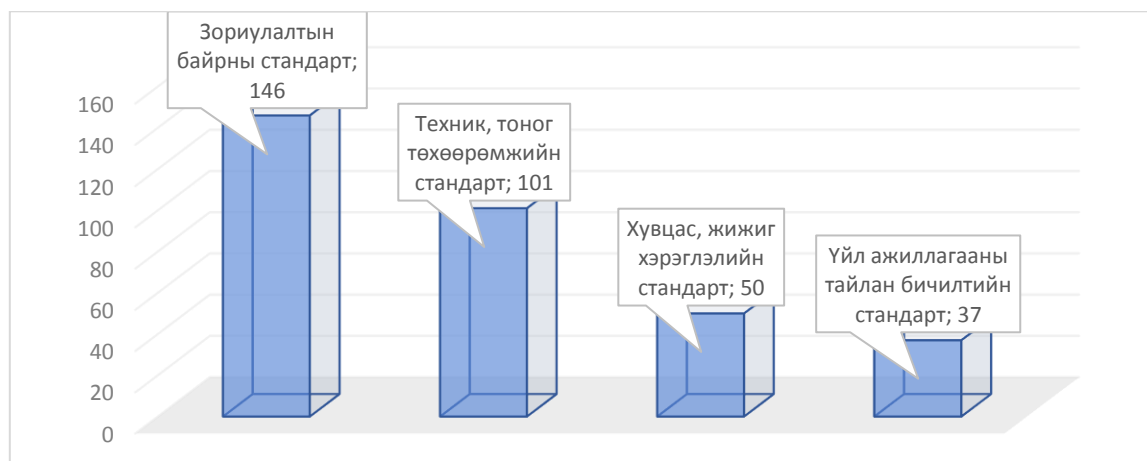 Зориулалтын
байрны стандарт;
146
Техник, тоног
төхөөрөмжийн
стандарт; 101
Хувцас, жижиг
хэрэглэлийн
стандарт; 50
Үйл ажиллагааны
тайлан бичилтийн
стандарт; 37
160
140
120
100
80
60
40
20
0